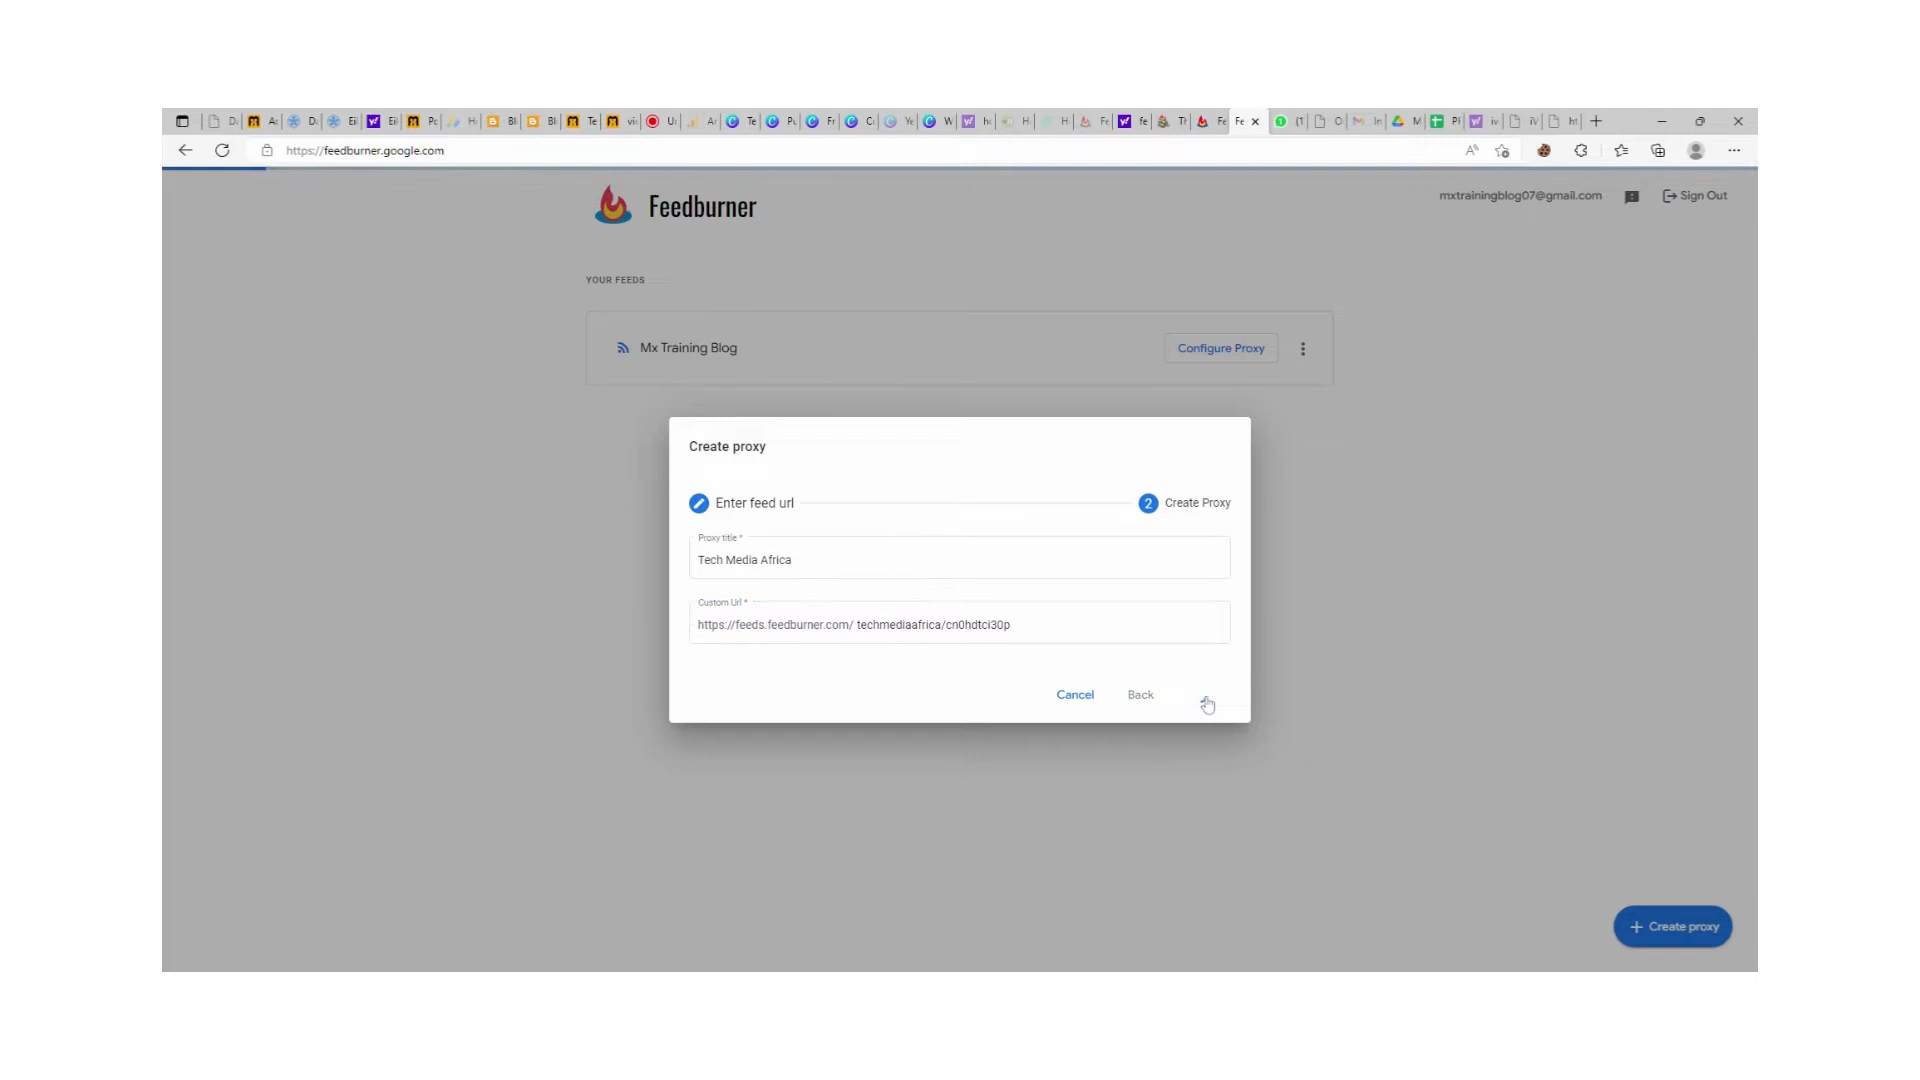 https://feedburner.google.com
Feedburner
mxtrainingblog07@gmail.com
Sign Out
YOUR FEEDS
Mx Training Blog
Configure Proxy
Create proxy
Enter feed url
2 Create Proxy
Proxy title *
Tech Media Africa
Custom Url *
https://feeds.feedburner.com/ techmediaafrica/cn0hdtci30p
Cancel
Back
+ Create proxy